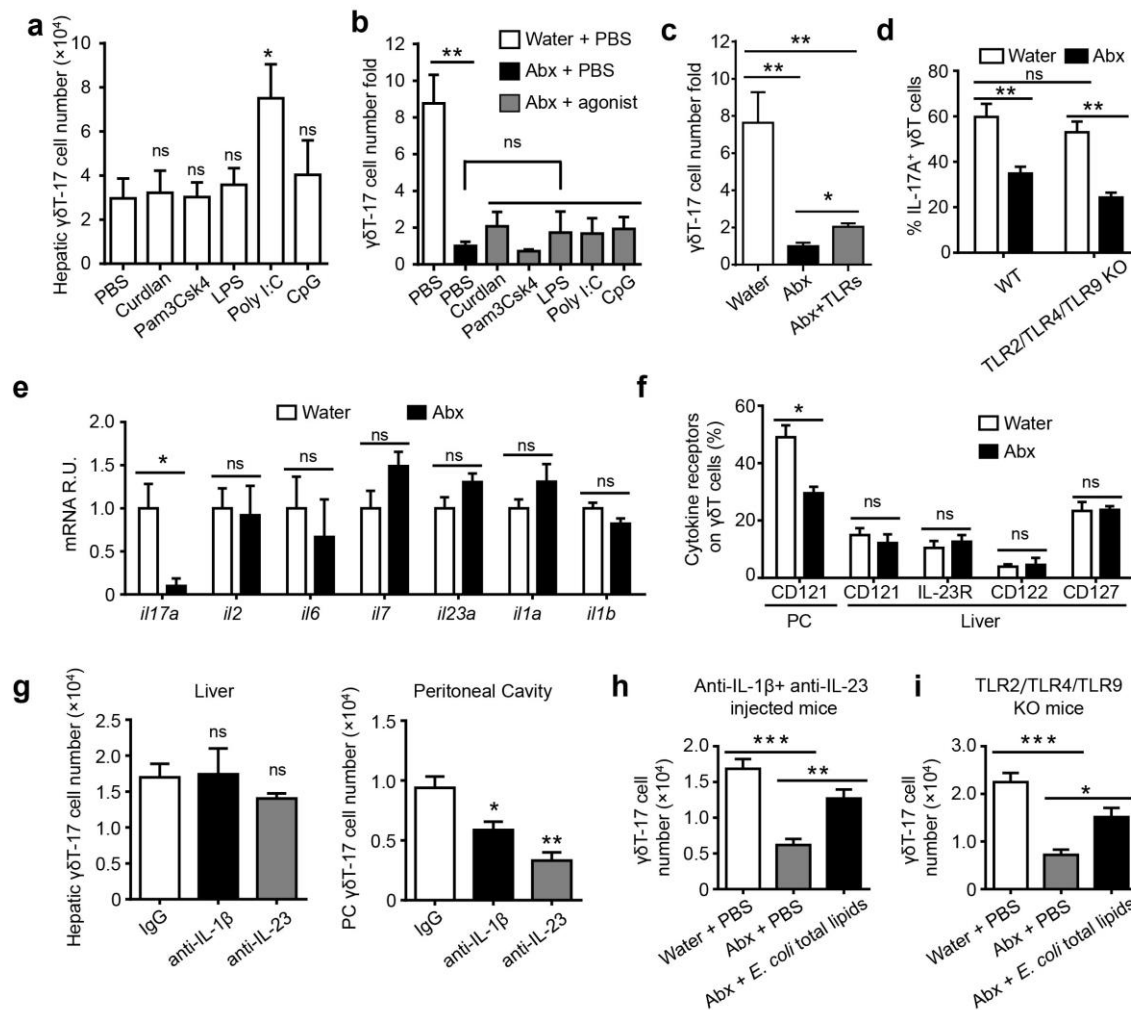 a
Hepatic γδT-17 cell number (×10⁴)
10
8
6
4
2
0
ns
ns
ns
*
ns
PBS
Curdlan
Pam3Csk4
LPS
Poly I:C
CpG
b
γδT-17 cell number fold
12
10
8
6
4
2
0
**
ns
Water + PBS
Abx + PBS
Abx + agonist
PBS
PBS
Curdlan
Pam3Csk4
LPS
Poly I:C
CpG
c
γδT-17 cell number fold
12
10
8
6
4
2
0
**
**
*
Water
Abx
Abx+TLRs
d
Water
Abx
% IL-17A⁺ γδT cells
80
60
40
20
0
ns
**
**
WT
TLR2/TLR4/TLR9 KO
e
Water
Abx
mRNA R.U.
2.0
1.5
1.0
0.5
0
*
ns
ns
ns
ns
ns
ns
il17a
il2
il6
il7
il23a
il1a
il1b
f
Cytokine receptors
on γδT cells (%)
60
40
20
0
Water
Abx
*
ns
ns
ns
ns
CD121
CD121
IL-23R
CD122
CD127
PC
Liver
g
Liver
Hepatic γδT-17 cell number (×10⁴)
2.5
2.0
1.5
1.0
0.5
0
ns
ns
IgG
anti-IL-1β
anti-IL-23
Peritoneal Cavity
PC γδT-17 cell number (×10⁴)
1.5
1.0
0.5
0
*
**
IgG
anti-IL-1β
anti-IL-23
h
Anti-IL-1β+ anti-IL-23
injected mice
γδT-17 cell
number (×10⁴)
2.0
1.5
1.0
0.5
0
***
**
Water + PBS
Abx + PBS
Abx + E. coli total lipids
i
TLR2/TLR4/TLR9
KO mice
γδT-17 cell
number (×10⁴)
3.0
2.0
1.0
0
***
*
Water + PBS
Abx + PBS
Abx + E. coli total lipids